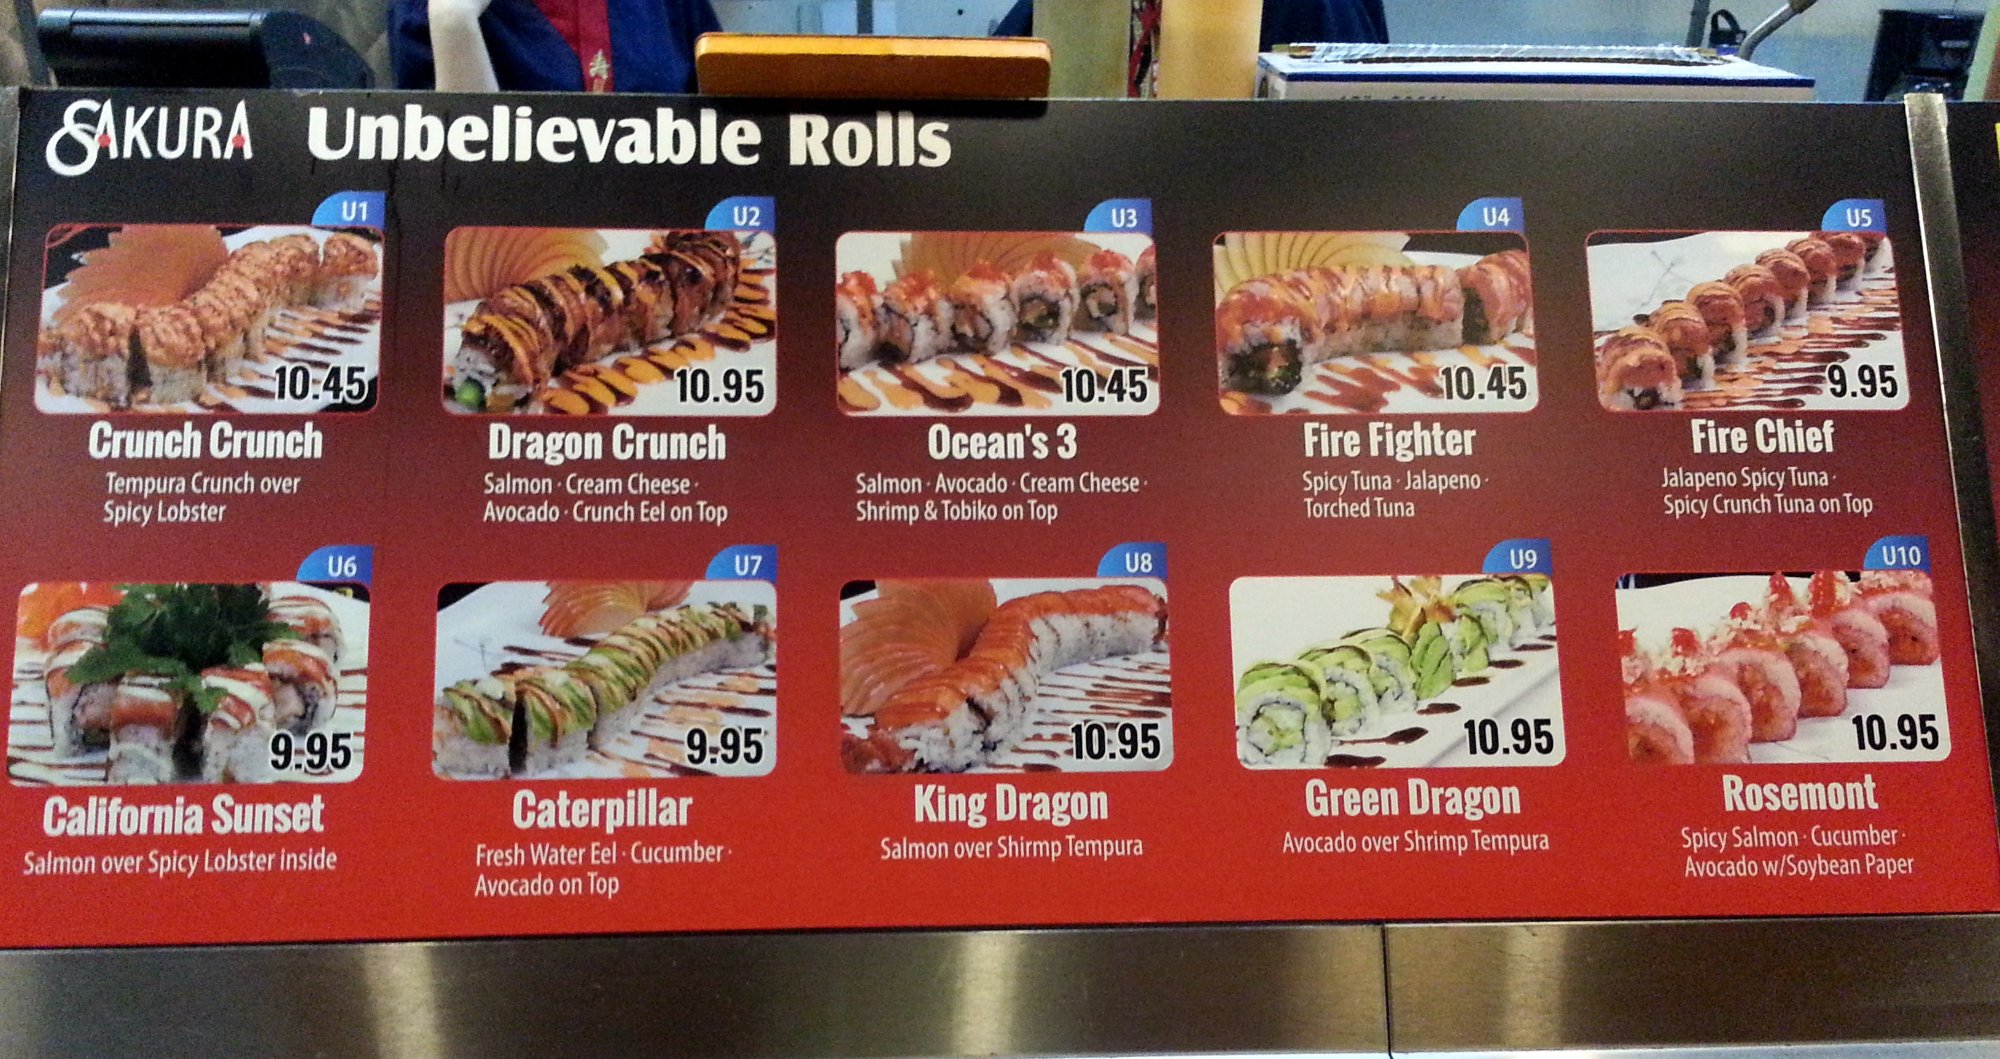 SAKURA Unbelievable Rolls
U1
10.45
Crunch Crunch
Tempura Crunch over
Spicy Lobster
U2
10.95
Dragon Crunch
Salmon · Cream Cheese ·
Avocado · Crunch Eel on Top
U3
10.45
Ocean's 3
Salmon · Avocado · Cream Cheese ·
Shrimp & Tobiko on Top
U4
10.45
Fire Fighter
Spicy Tuna · Jalapeno ·
Torched Tuna
U5
9.95
Fire Chief
Jalapeno Spicy Tuna ·
Spicy Crunch Tuna on Top
U6
9.95
California Sunset
Salmon over Spicy Lobster inside
U7
9.95
Caterpillar
Fresh Water Eel · Cucumber ·
Avocado on Top
U8
10.95
King Dragon
Salmon over Shirmp Tempura
U9
10.95
Green Dragon
Avocado over Shrimp Tempura
U10
10.95
Rosemont
Spicy Salmon · Cucumber ·
Avocado w/Soybean Paper